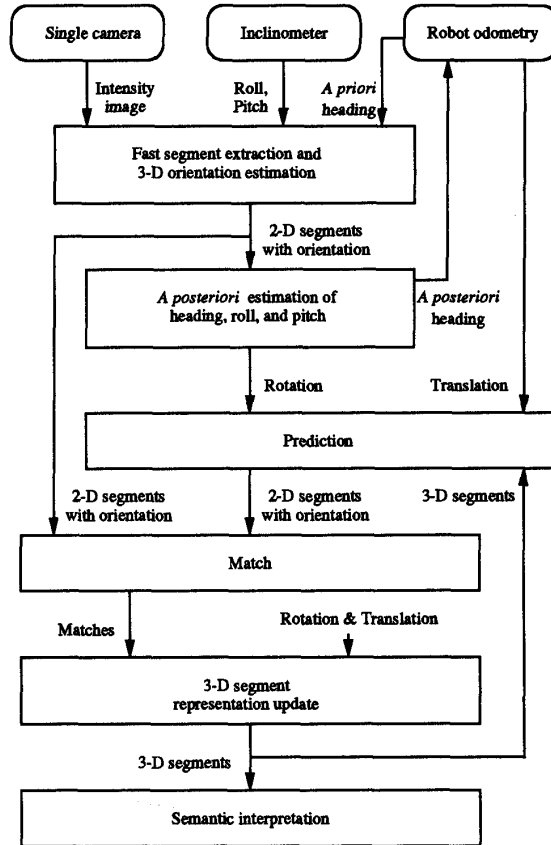 Single camera
Inclinometer
Robot odometry
Intensity
image
Roll,
Pitch
A priori
heading
Fast segment extraction and
3-D orientation estimation
2-D segments
with orientation
A posteriori estimation of
heading, roll, and pitch
A posteriori
heading
Rotation
Translation
Prediction
2-D segments
with orientation
2-D segments
with orientation
3-D segments
Match
Matches
Rotation & Translation
3-D segment
representation update
3-D segments
Semantic interpretation